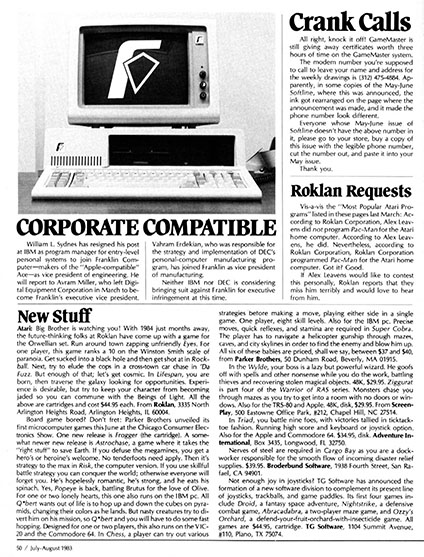 CORPORATE COMPATIBLE
William L. Sydnes has resigned his post
at IBM as program manager for entry-level
personal systems to join Franklin Com-
puter—makers of the "Apple-compatible"
Ace—as vice president of engineering. He
will report to Avram Miller, who left Digi-
tal Equipment Corporation in March to be-
come Franklin's executive vice president.
Vahram Erdekian, who was responsible for
the strategy and implementation of DEC's
personal-computer manufacturing pro-
gram, has joined Franklin as vice president
of manufacturing.
Neither IBM nor DEC is considering
bringing suit against Franklin for executive
infringement at this time.
Crank Calls
All right, knock it off! GameMaster is
still giving away certificates worth three
hours of time on the GameMaster system.
The modem number you're supposed
to call to leave your name and address for
the weekly drawings is (312) 475-4884. Ap-
parently, in some copies of the May-June
Softline, where this was announced, the
ink got rearranged on the page where the
announcement was made, and it made the
phone number look different.
Everyone whose May-June issue of
Softline doesn't have the above number in
it, please go to your store, buy a copy of
this issue with the legible phone number,
cut the number out, and paste it into your
May issue.
Thank you.
Roklan Requests
Vis-a-vis the "Most Popular Atari Pro-
grams" listed in these pages last March: Ac-
cording to Roklan Corporation, Alex Leav-
ens did not program Pac-Man for the Atari
home computer. According to Alex Leav-
ens, he did. Nevertheless, according to
Roklan Corporation, Roklan Corporation
programmed Pac-Man for the Atari home
computer. Got it? Good.
If Alex Leavens would like to contest
this, personally, Roklan reports that they
miss him terribly and would love to hear
from him.
New Stuff
Atari: Big Brother is watching you! With 1984 just months away,
the future-thinking folks at Roklan have come up with a game for
the Orwellian set. Run around town zapping unfriendly Eyes. For
one player, this game ranks a 10 on the Winston Smith scale of
paranoia. Get sucked into a black hole and then get shot at in Rock-
ball. Next, try to elude the cops in a cross-town car chase in 'Da
Fuzz. But enough of that; let's get cosmic. In Lifespan, you are
born, then traverse the galaxy looking for opportunities. Experi-
ence is desirable, but try to keep your character from becoming
jaded so you can commune with the Beings of Light. All the
above are cartridges and cost $44.95 each. From Roklan, 3335 North
Arlington Heights Road, Arlington Heights, IL 60004.
Board game bored? Don't fret: Parker Brothers unveiled its
first microcomputer games this June at the Chicago Consumer Elec-
tronics Show. One new release is Frogger (the cartridge). A some-
what newer new release is Astrochase, a game where it takes the
"right stuff" to save Earth. If you defuse the megamines, you get a
hero's or heroine's welcome. No tenderfoots need apply. Then it's
strategy to the max in Risk, the computer version. If you use skillful
battle strategy you can conquer the world; otherwise everyone will
forget you. He's hopelessly romantic, he's strong, and he eats his
spinach. Yes, Popeye is back, battling Brutus for the love of Olive.
For one or two lonely hearts, this one also runs on the IBM pc. All
Q*bert wants out of life is to hop up and down the cubes on pyra-
mids, changing their colors as he lands. But nasty creatures try to di-
vert him on his mission, so Q*bert and you will have to do some fast
hopping. Designed for one or two players, this also runs on the VIC-
20 and the Commodore 64. In Chess, a player can try out various
strategies before making a move, playing either side in a single
game. One player, eight skill levels. Also for the IBM pc. Precise
moves, quick reflexes, and stamina are required in Super Cobra.
The player has to navigate a helicopter gunship through mazes,
caves, and city skylines in order to find the enemy and blow him up.
All six of these babies are priced, shall we say, between $37 and $40,
from Parker Brothers, 50 Dunham Road, Beverly, MA 01915.
In the Wylde, your boss is a lazy but powerful wizard. He goofs
off with spells and other nonsense while you do the work, battling
thieves and recovering stolen magical objects. 48K, $29.95. Ziggurat
is part four of the Warrior of RAS series. Monsters chase you
through mazes as you try to get into a room with no doors or win-
dows. Also for the TRS-80 and Apple. 48K, disk, $29.95. From Screen-
Play, 500 Eastowne Office Park, #212, Chapel Hill, NC 27514.
In Triad, you battle nine foes, with victories tallied in ticktack-
toe fashion. Running high score and keyboard or joystick option.
Also for the Apple and Commodore 64. $34.95, disk. Adventure In-
ternational, Box 3435, Longwood, Fl, 32750.
Nerves of steel are required in Cargo Bay as you are a dock-
worker responsible for the smooth flow of incoming disaster relief
supplies. $39.95. Broderbund Software, 1938 Fourth Street, San Ra-
fael, CA 94901.
Not enough joy in joysticks? TG Software has announced the
formation of a new software division to complement its present line
of joysticks, trackballs, and game paddles. Its first four games in-
clude Droid, a fantasy space adventure, Nightstrike, a defensive
combat game, Abracadabra, a two-player maze game, and Ozzy's
Orchard, a defend-your-fruit-orchard-with-insecticide game. All
games are $44.95, cartridge. TG Software, 1104 Summit Avenue,
#110, Plano, TX 75074.
50 / July-August 1983